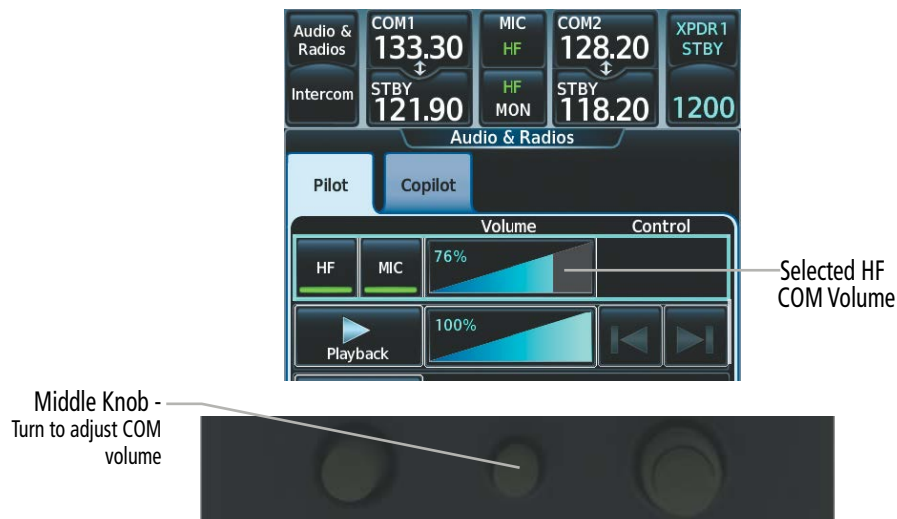 Audio &
Radios
COM1
133.30
MIC
HF
COM2
128.20
XPDR1
STBY
Intercom
STBY
121.90
HF
MON
STBY
118.20
1200
Audio & Radios
Pilot
Copilot
Volume
Control
HF
MIC
76%
Selected HF
COM Volume
Playback
100%
Middle Knob -
Turn to adjust COM
volume